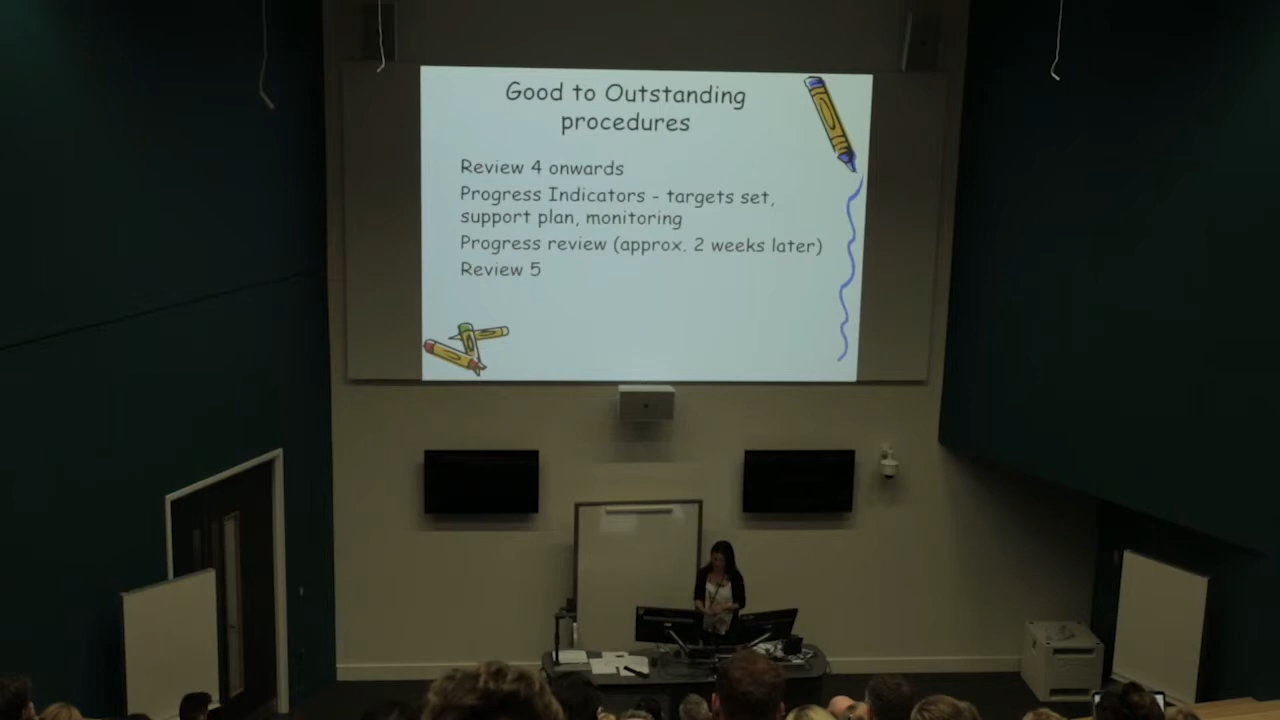 Good to Outstanding
procedures
Review 4 onwards
Progress Indicators - targets set,
support plan, monitoring
Progress review (approx. 2 weeks later)
Review 5